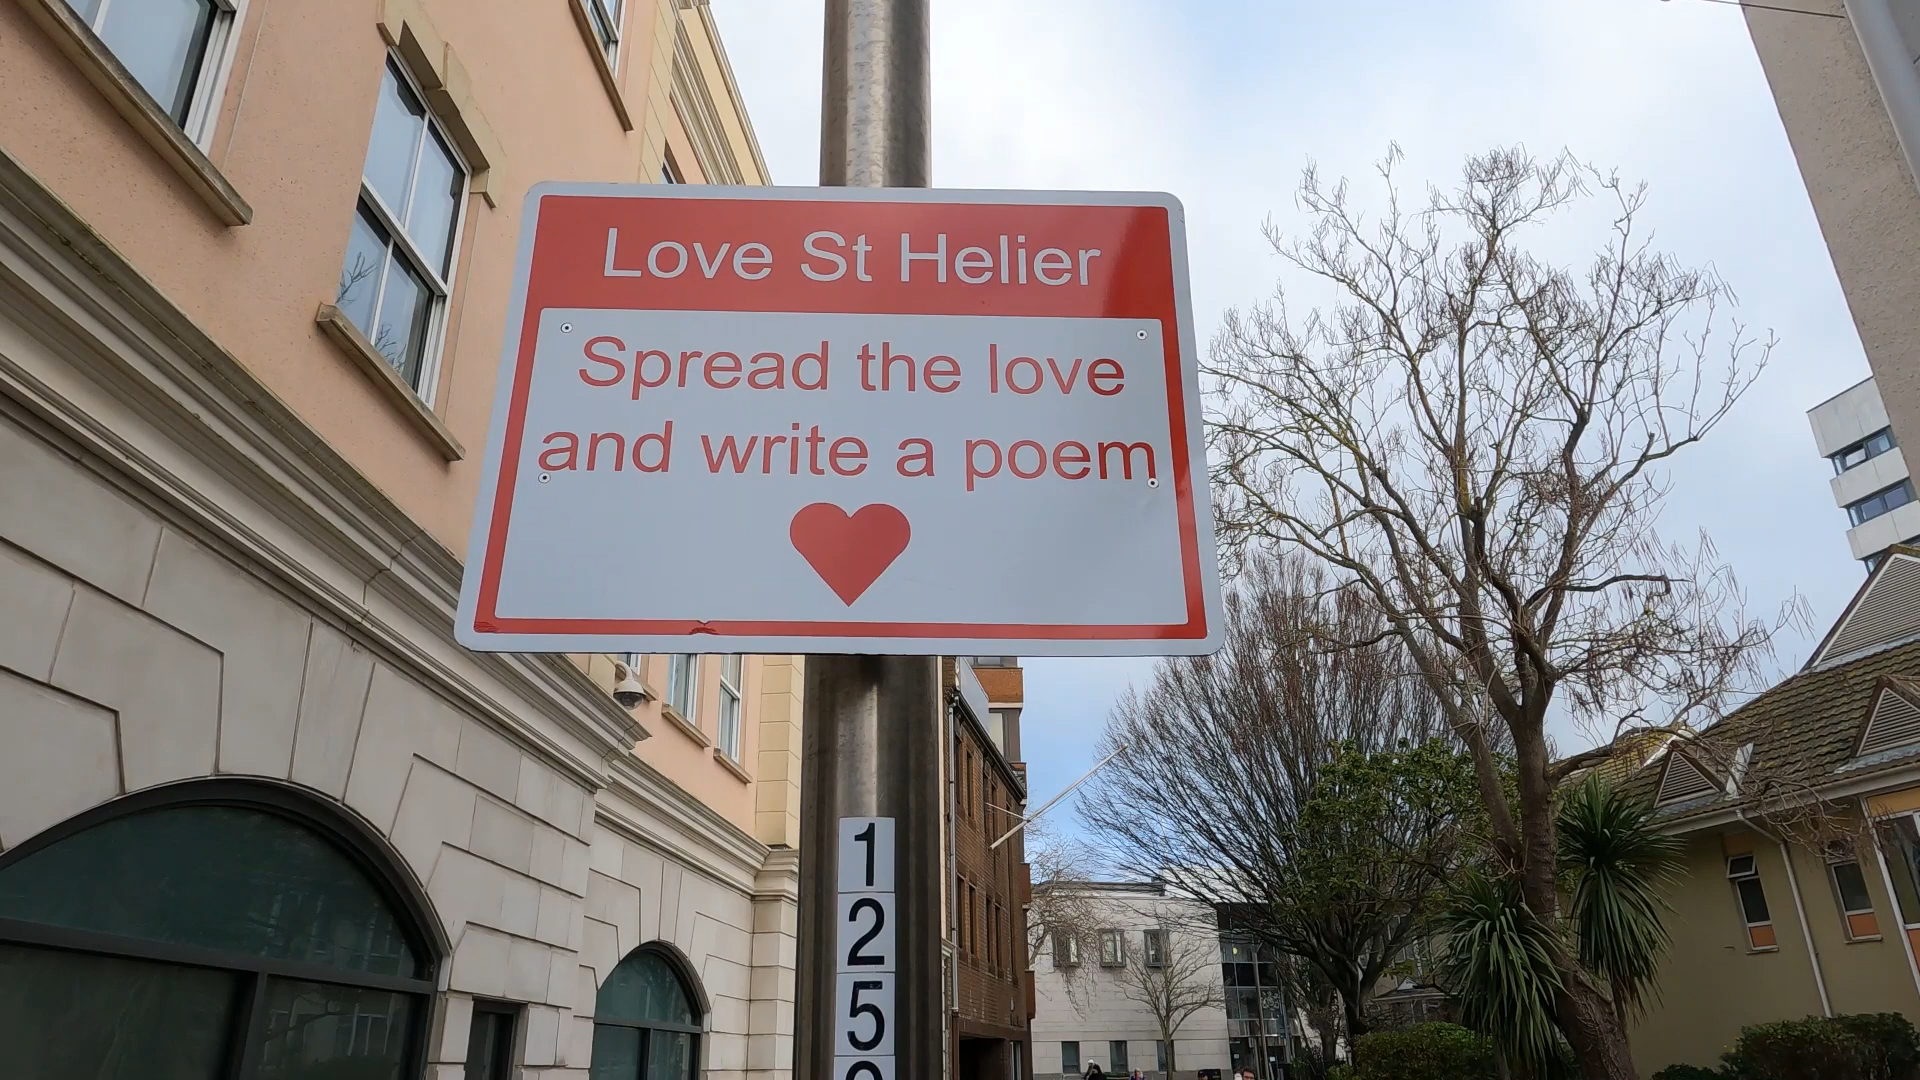 Love St Helier
Spread the love
and write a poem
1
2
5